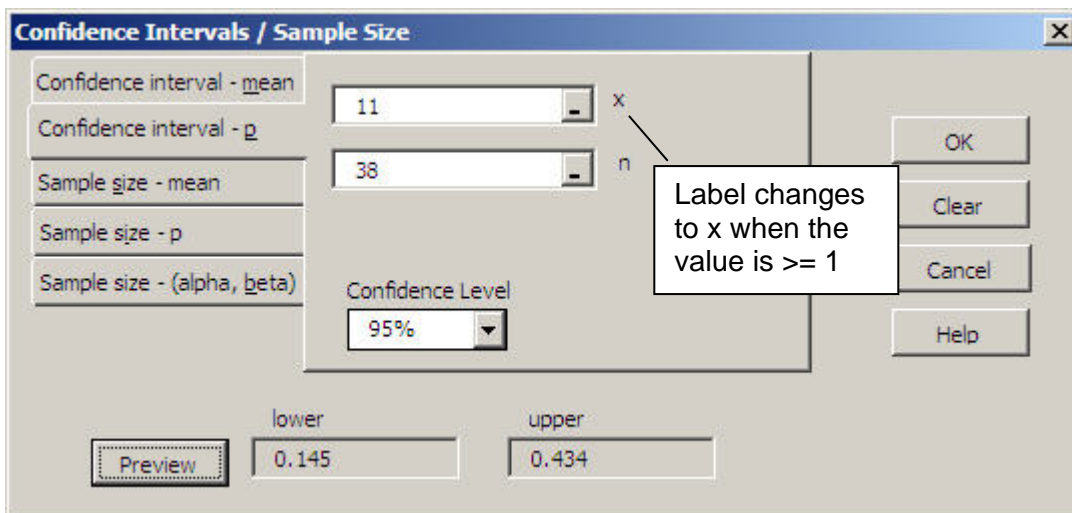 Confidence Intervals / Sample Size
Confidence interval - mean
Confidence interval - p
Sample size - mean
Sample size - p
Sample size - (alpha, beta)
11
x
38
n
Label changes
to x when the
value is >= 1
Confidence Level
95%
OK
Clear
Cancel
Help
Preview
lower
0.145
upper
0.434